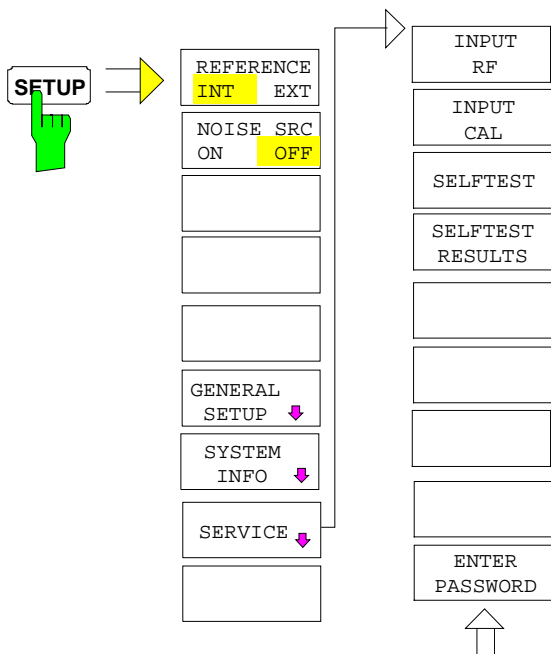 SETUP
REFERENCE
INT EXT
NOISE SRC
ON OFF
GENERAL
SETUP
SYSTEM
INFO
SERVICE
INPUT
RF
INPUT
CAL
SELFTEST
SELFTEST
RESULTS
ENTER
PASSWORD